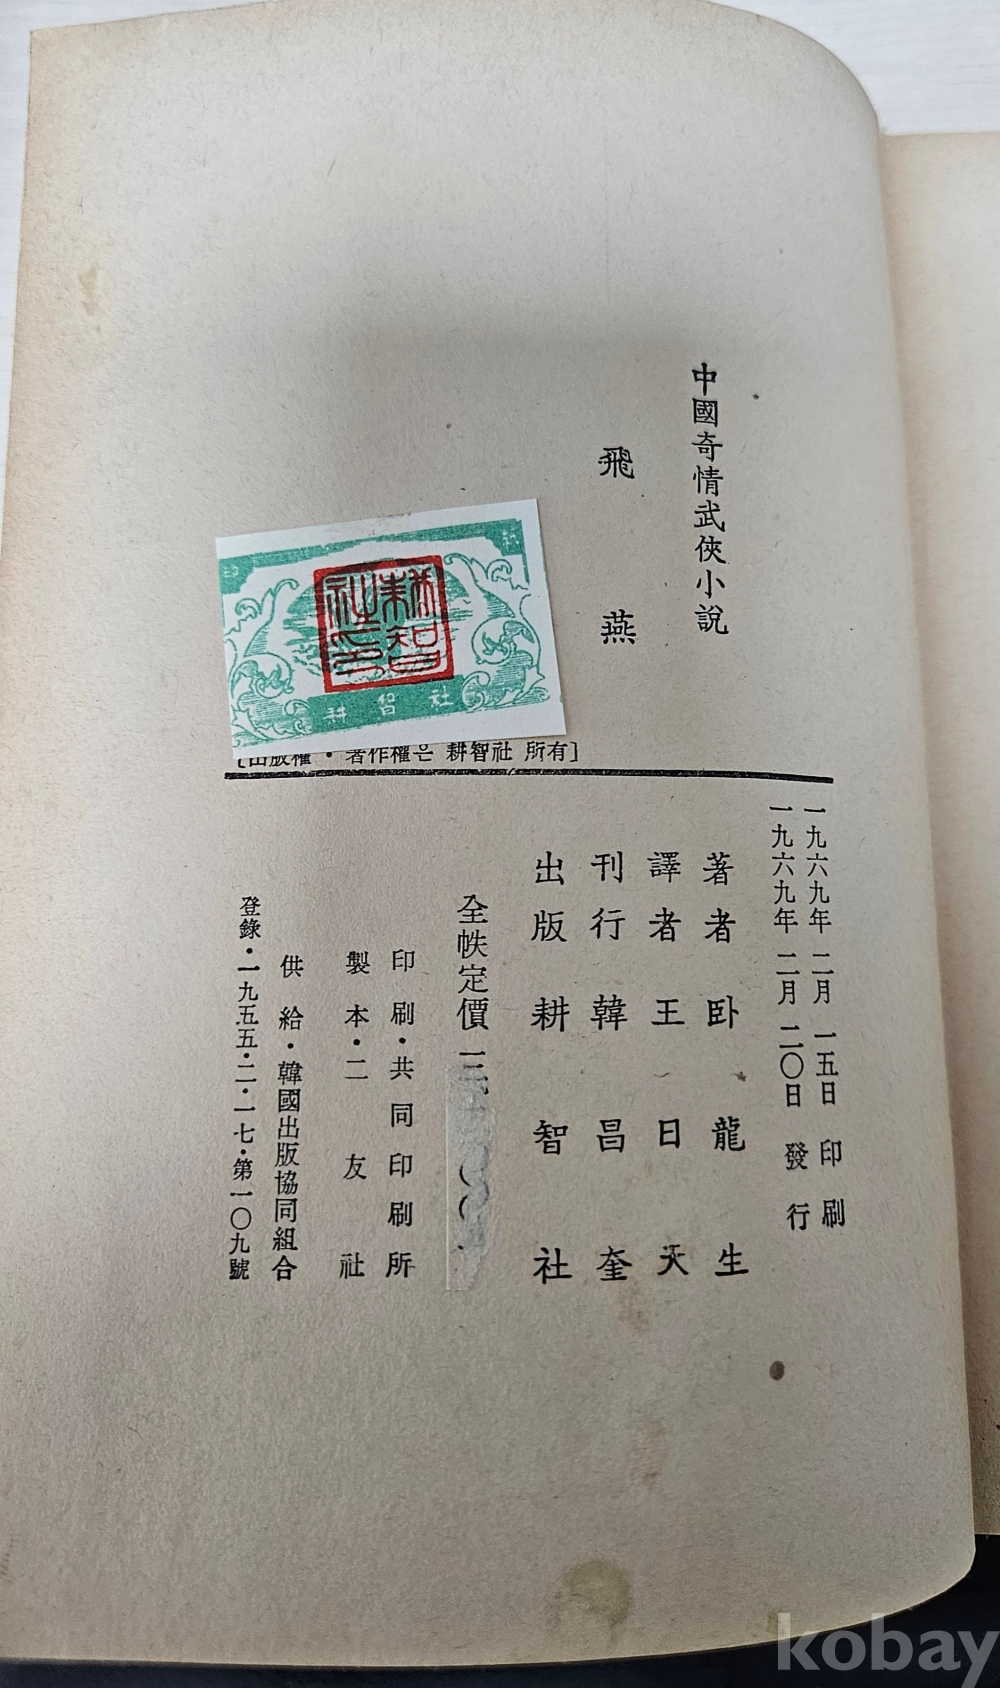 中國奇情武俠小說
飛燕
耕智社
[出版權・著作權은 耕智社 所有]
一九六九年 二月 一五日 印刷
一九六九年 二月 二〇日 發行
著者 臥龍生
譯者 王日天
刊行 韓昌奎
出版 耕智社
全帙定價
印刷・共同印刷所
製本・二友社
供給・韓國出版協同組合
登錄・一九五五・二・一七・第一〇九號
kobay